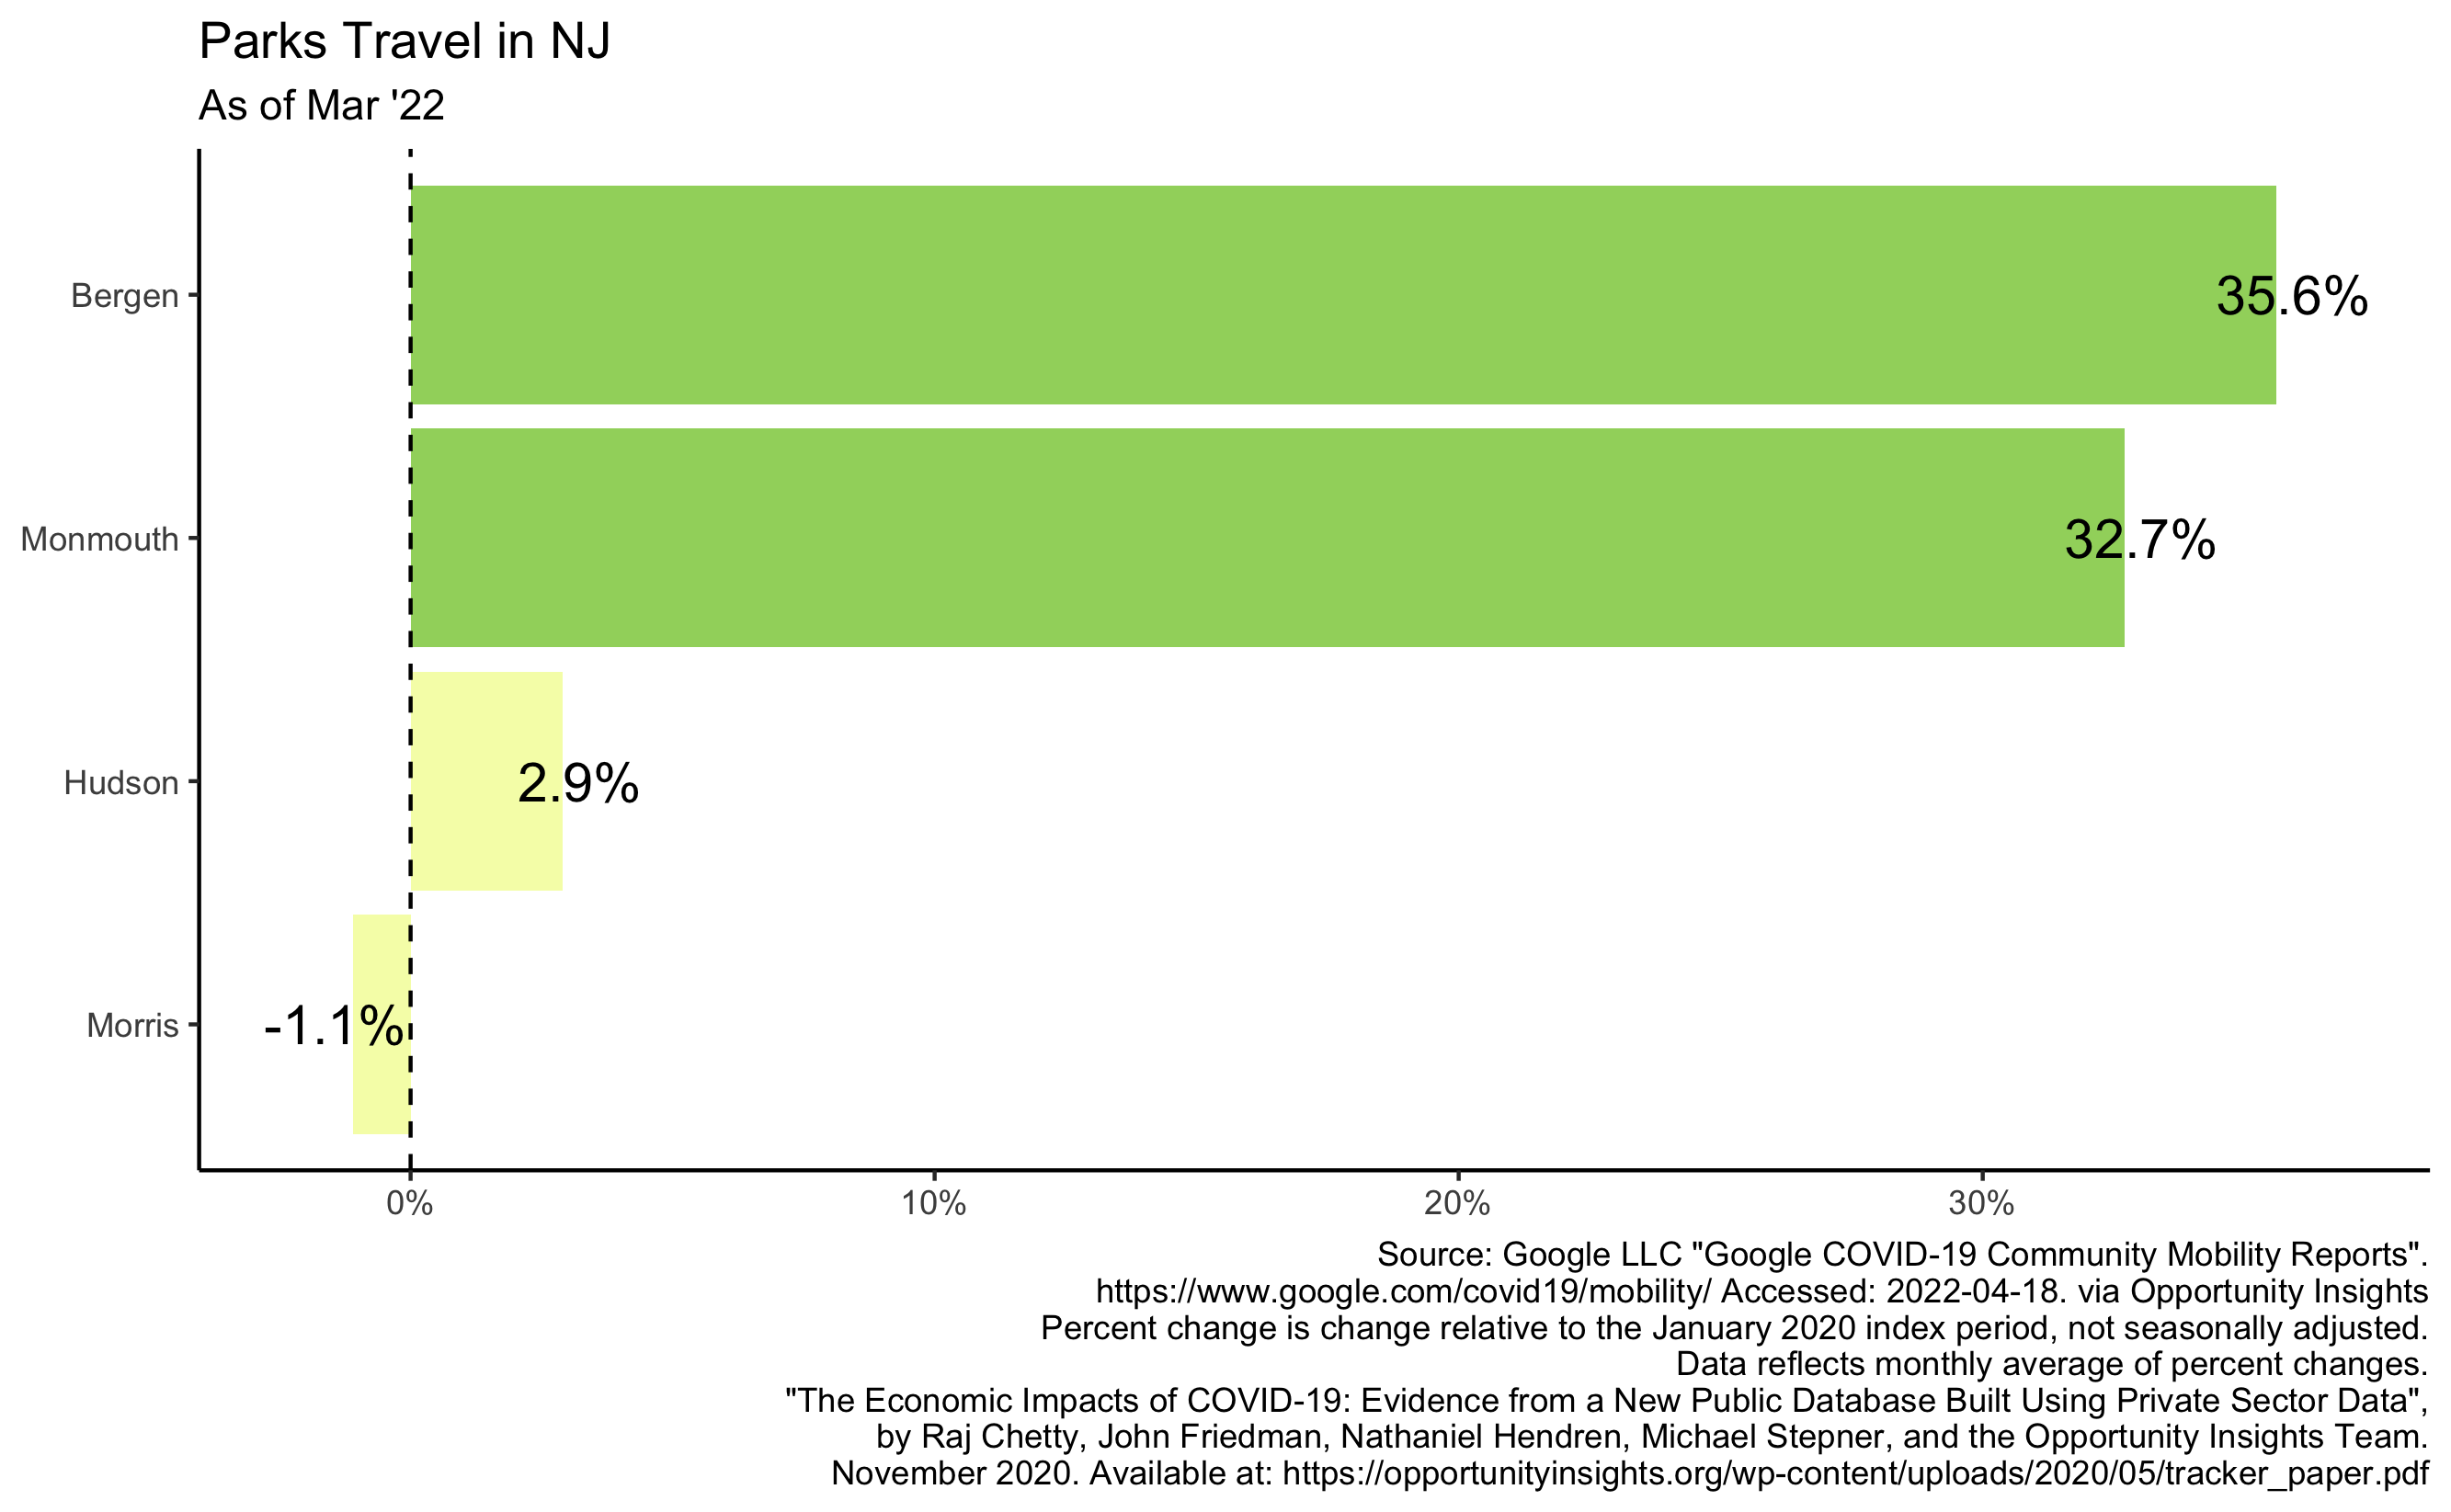 Parks Travel in NJ
As of Mar '22
Bergen
35.6%
Monmouth
32.7%
Hudson
2.9%
Morris
-1.1%
0%
10%
20%
30%
Source: Google LLC "Google COVID-19 Community Mobility Reports".
https://www.google.com/covid19/mobility/ Accessed: 2022-04-18. via Opportunity Insights
Percent change is change relative to the January 2020 index period, not seasonally adjusted.
Data reflects monthly average of percent changes.
"The Economic Impacts of COVID-19: Evidence from a New Public Database Built Using Private Sector Data",
by Raj Chetty, John Friedman, Nathaniel Hendren, Michael Stepner, and the Opportunity Insights Team.
November 2020. Available at: https://opportunityinsights.org/wp-content/uploads/2020/05/tracker_paper.pdf